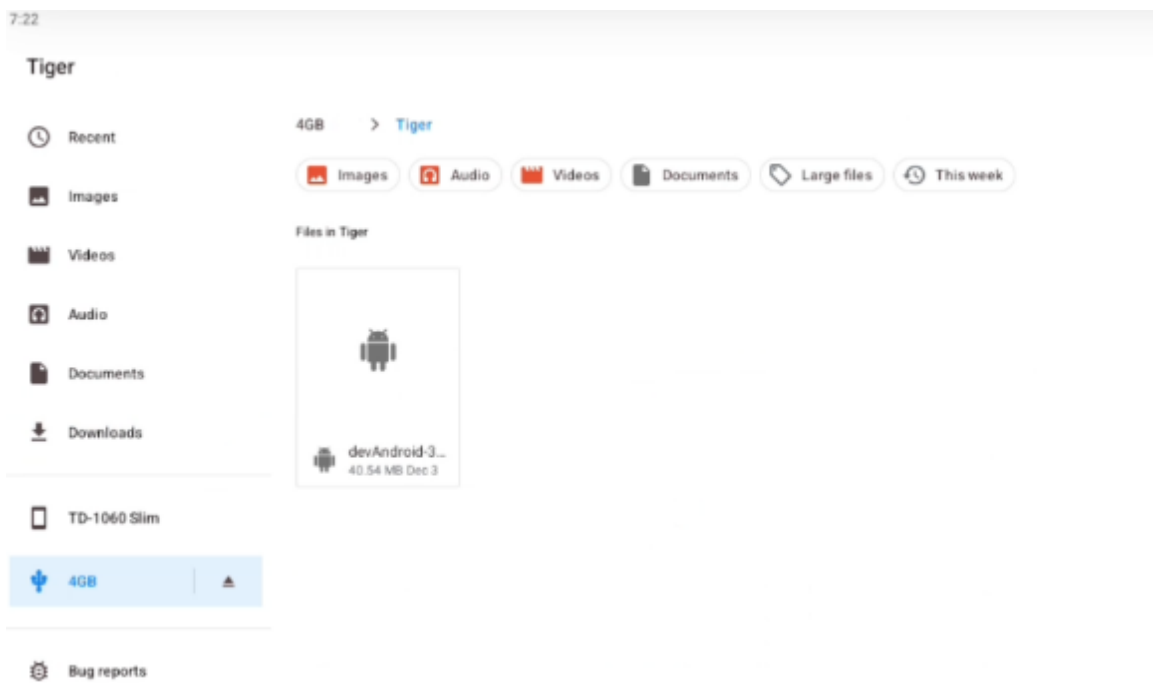 7:22
Tiger
Recent
Images
Videos
Audio
Documents
Downloads
TD-1060 Slim
4GB
Bug reports
4GB > Tiger
Images Audio Videos Documents Large files This week
Files in Tiger
devAndroid-3...
40.54 MB Dec 3